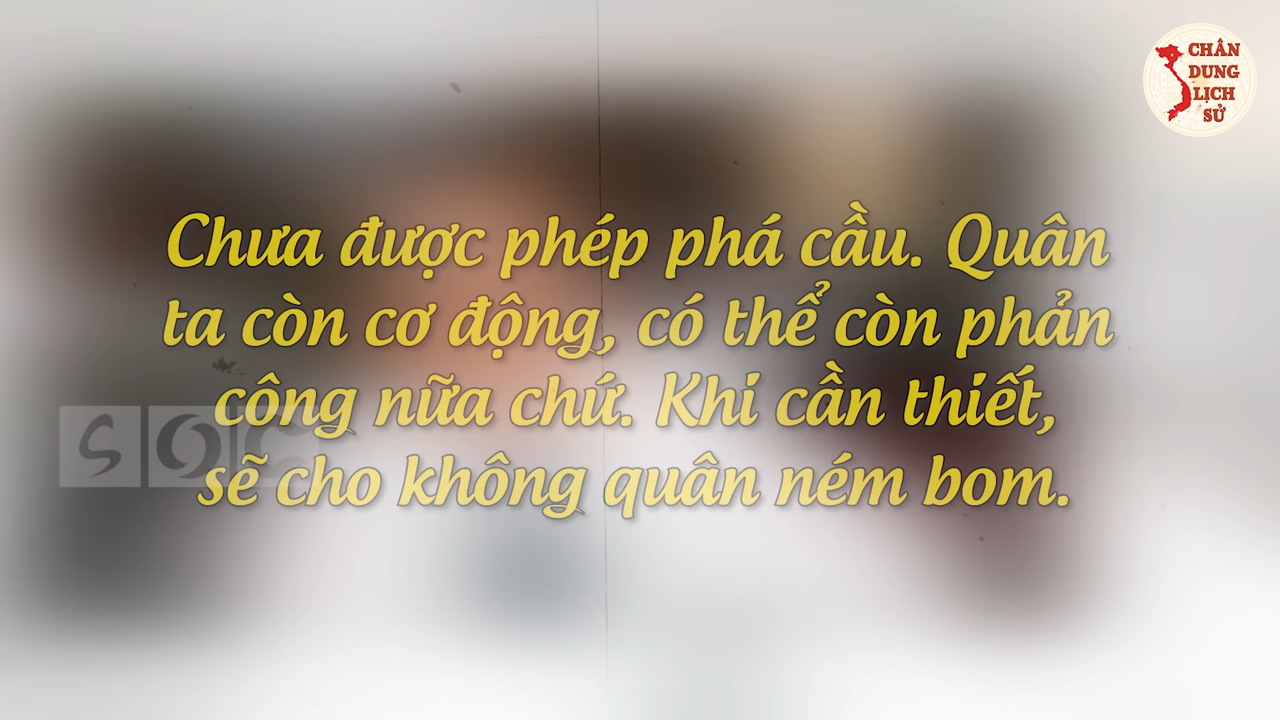 CHÂN
DUNG
LỊCH
SỬ
Chưa được phép phá cầu. Quân
ta còn cơ động, có thể còn phản
công nữa chứ. Khi cần thiết,
sẽ cho không quân ném bom.